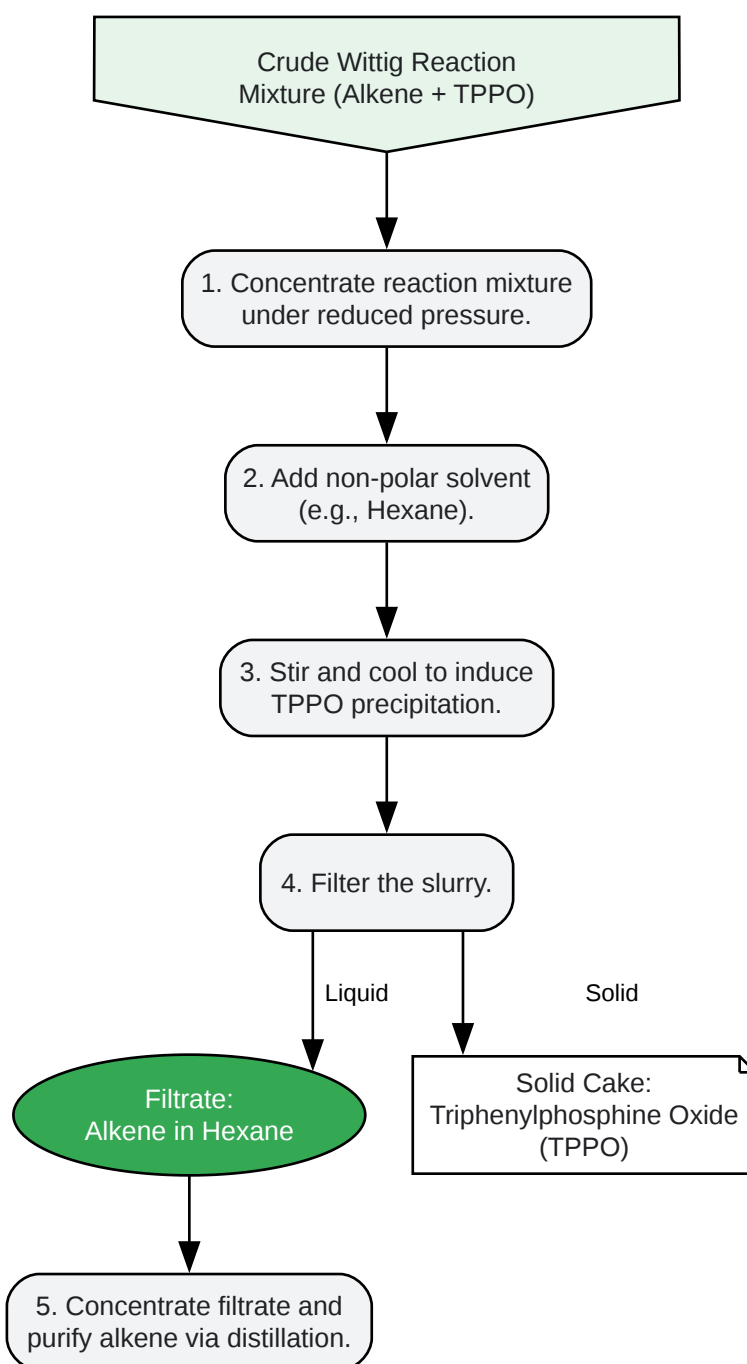 Crude Wittig Reaction
Mixture (Alkene + TPPO)
1. Concentrate reaction mixture
under reduced pressure.
2. Add non-polar solvent
(e.g., Hexane).
3. Stir and cool to induce
TPPO precipitation.
4. Filter the slurry.
Liquid
Solid
Filtrate:
Alkene in Hexane
Solid Cake:
Triphenylphosphine Oxide
(TPPO)
5. Concentrate filtrate and
purify alkene via distillation.